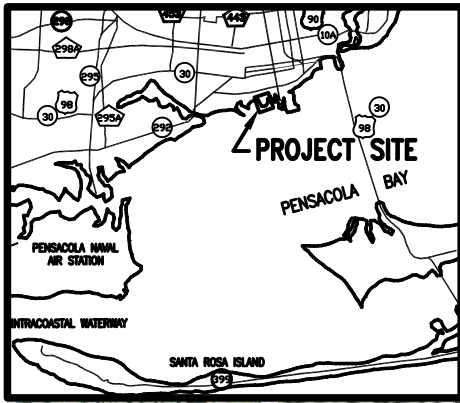 443
90
298A
10A
295
30
98
30
30
295A
292
98
PROJECT SITE
PENSACOLA BAY
PENSACOLA NAVAL
AIR STATION
INTRACOASTAL WATERWAY
SANTA ROSA ISLAND
399